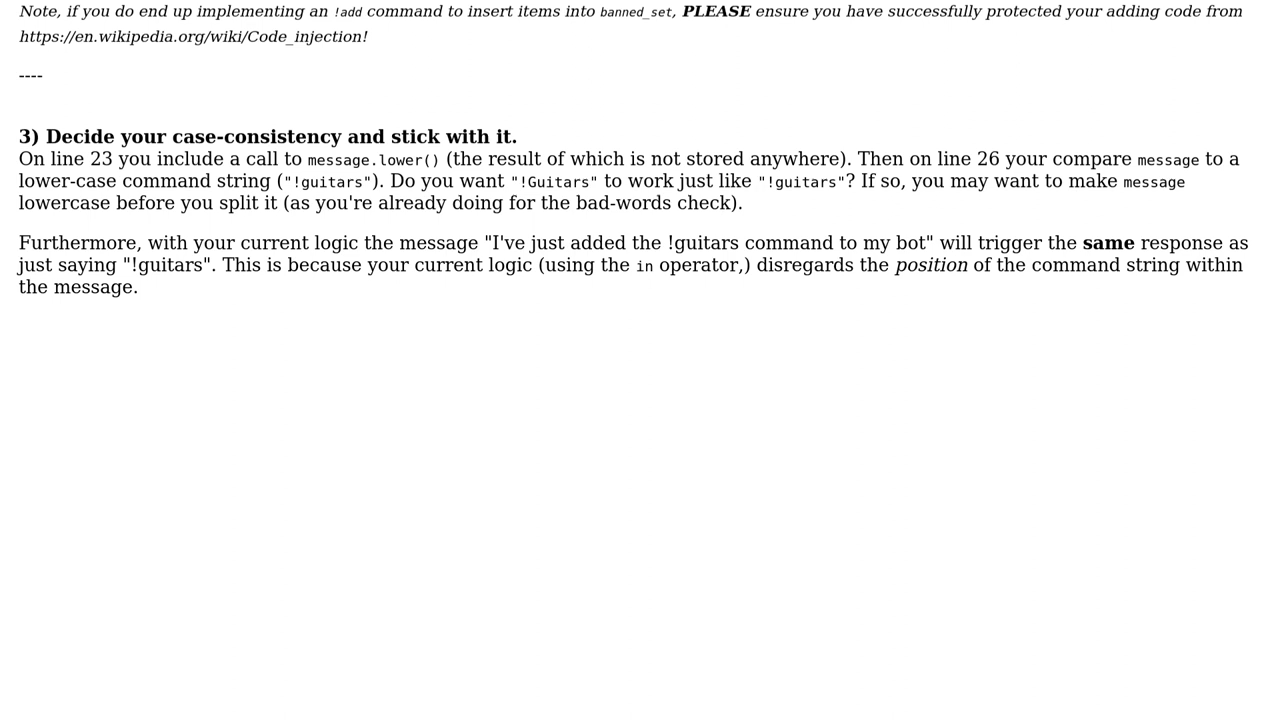 Note, if you do end up implementing an !add command to insert items into banned_set, PLEASE ensure you have successfully protected your adding code from
https://en.wikipedia.org/wiki/Code_injection!
----
3) Decide your case-consistency and stick with it.
On line 23 you include a call to message.lower() (the result of which is not stored anywhere). Then on line 26 your compare message to a
lower-case command string ("!guitars"). Do you want "!Guitars" to work just like "!guitars"? If so, you may want to make message
lowercase before you split it (as you're already doing for the bad-words check).
Furthermore, with your current logic the message "I've just added the !guitars command to my bot" will trigger the same response as
just saying "!guitars". This is because your current logic (using the in operator,) disregards the position of the command string within
the message.